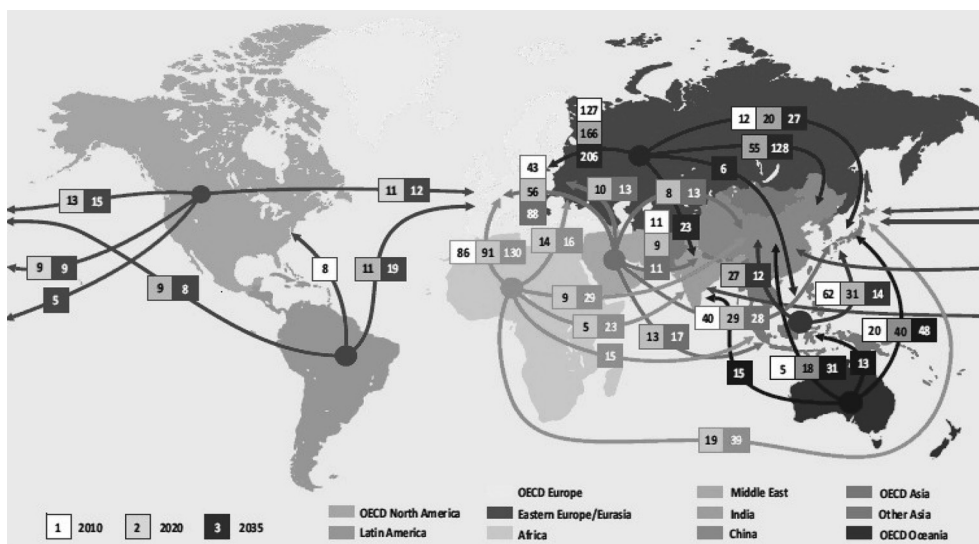 127
166
206
12 20 27
55 128
6
43
56
88
10 13
8 13
13 15
11 12
11
9
11
23
86 91 130
14 16
9 9
8
11 19
9 8
5
9 29
27 12
62 31 14
40 29 28
5 23
13 17
20 40 48
15
15
5 18 31
13
19 39
OECD Europe
Middle East
OECD Asia
1 2010
2 2020
3 2035
OECD North America
Eastern Europe/Eurasia
India
Other Asia
Latin America
Africa
China
OECD Oceania